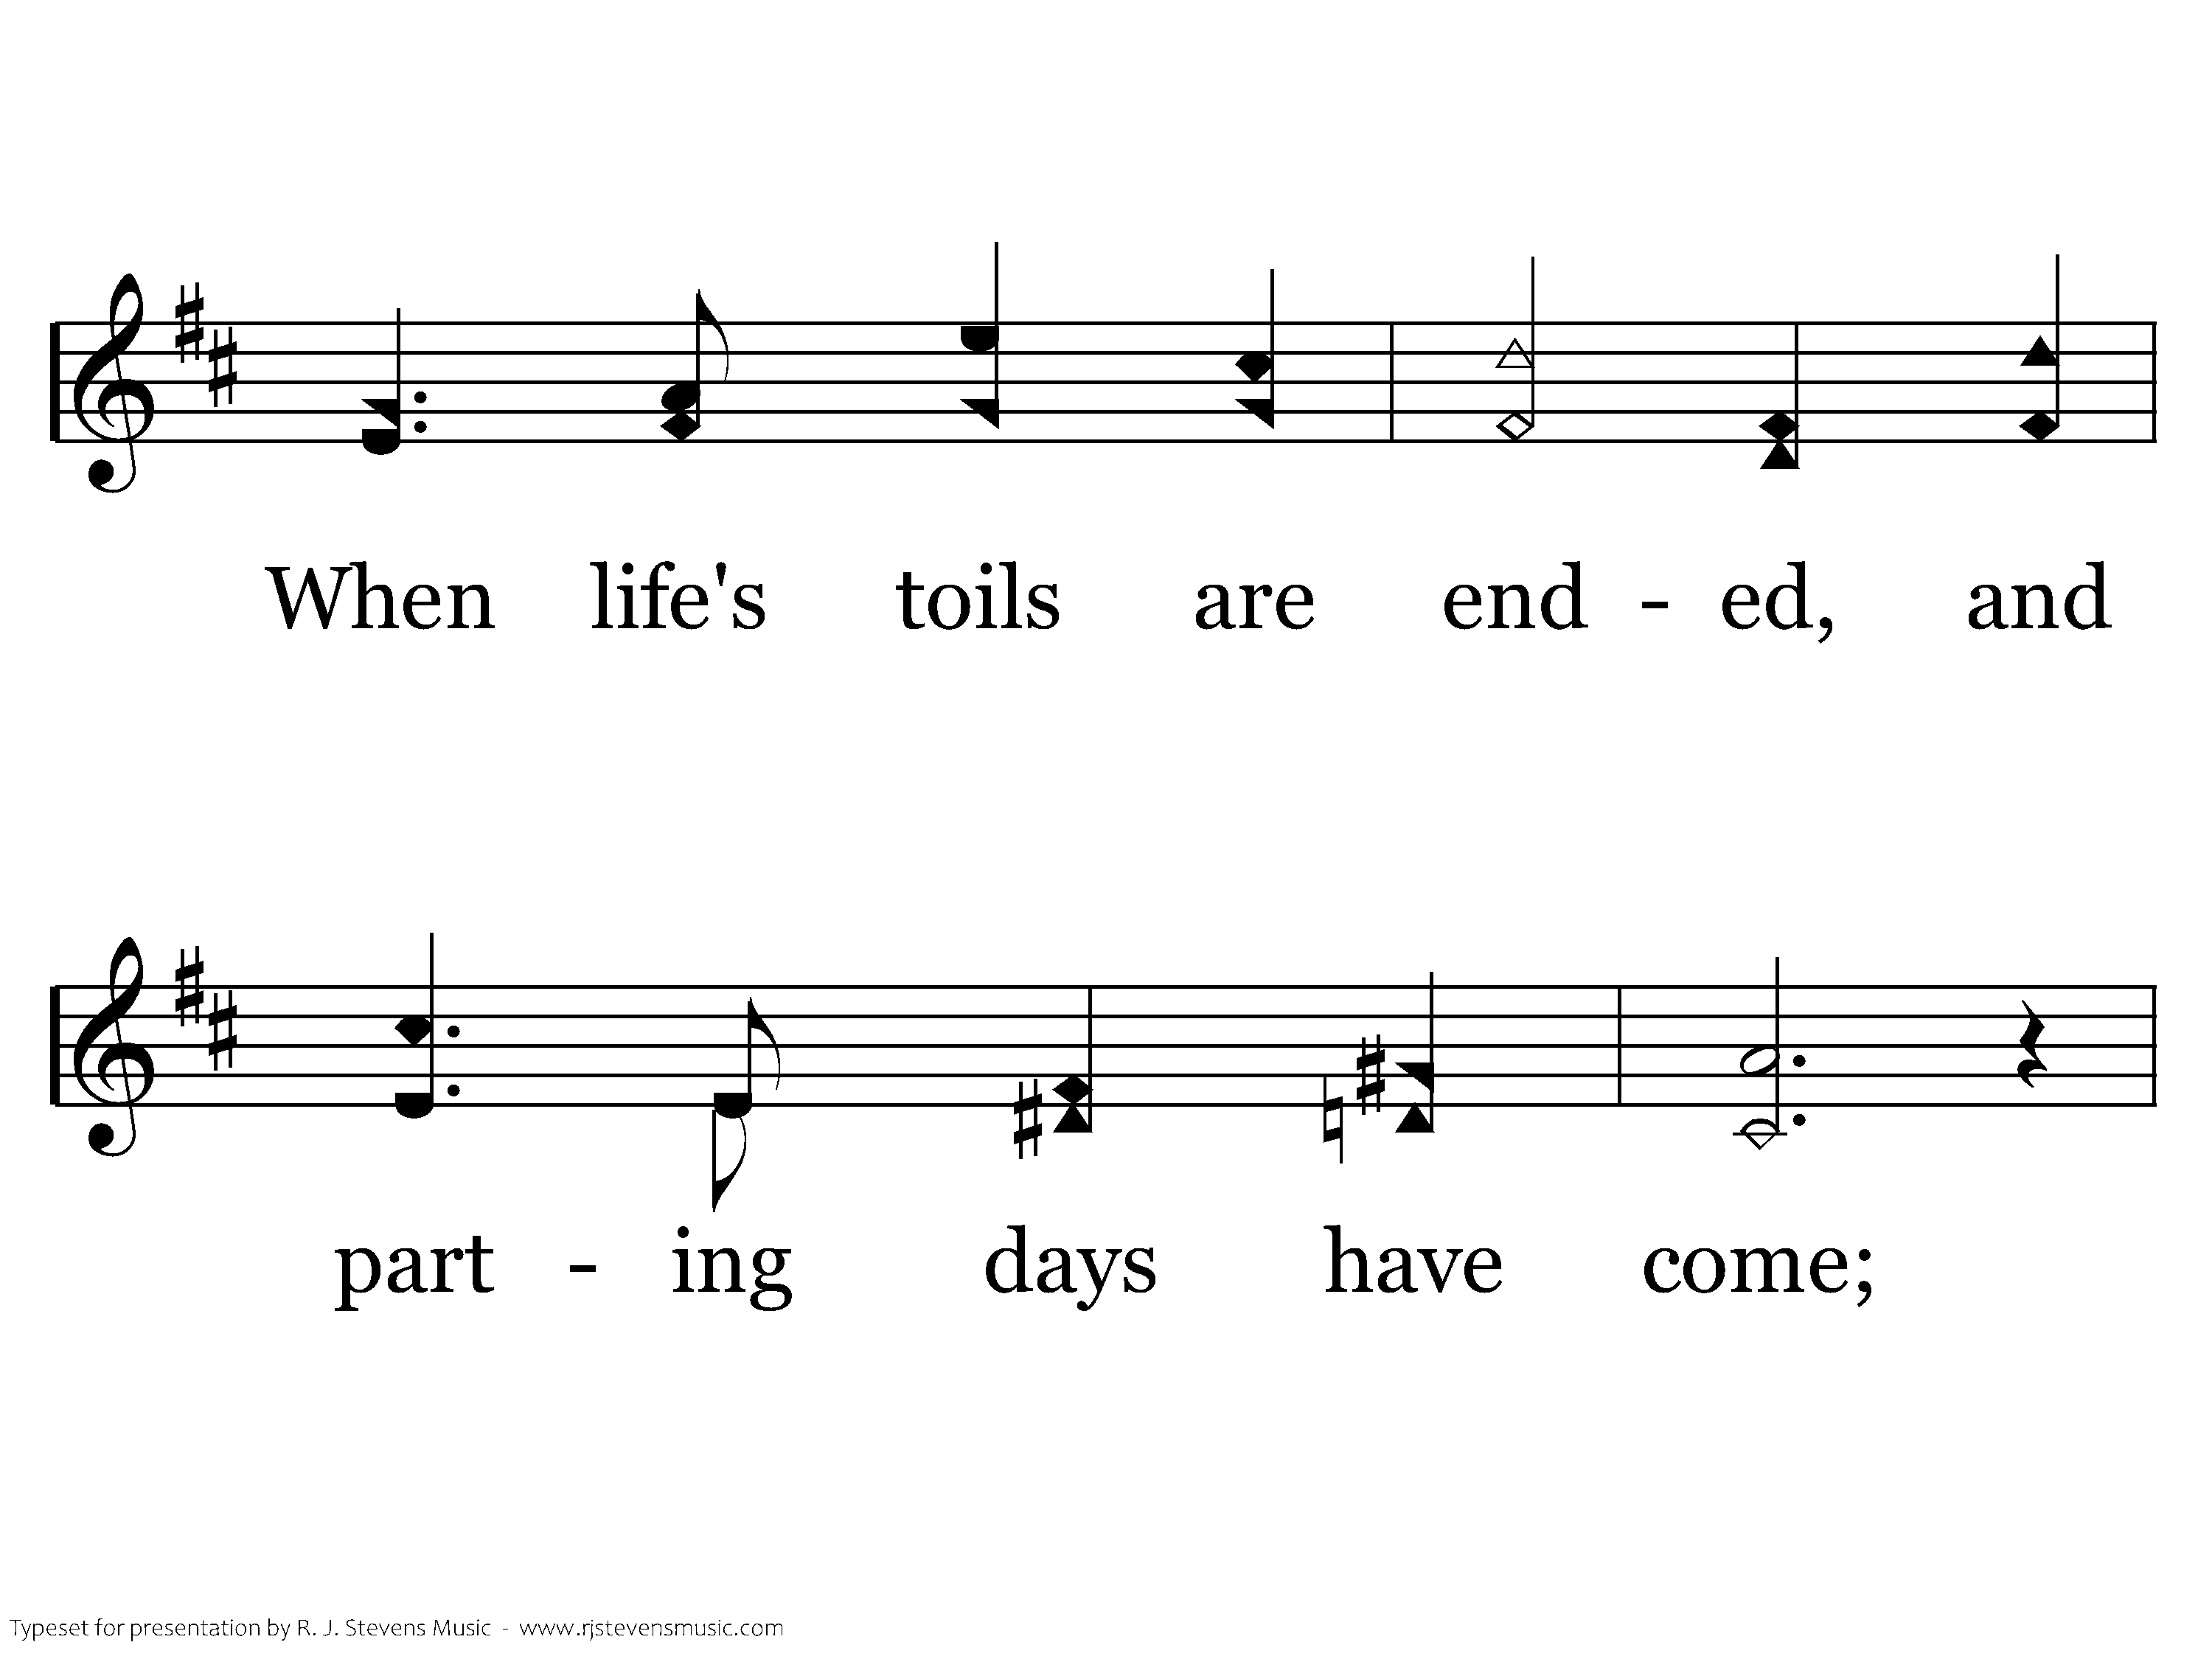 When life's toils are end - ed, and
part - ing days have come;
Typeset for presentation by R. J. Stevens Music - www.rjstevensmusic.com